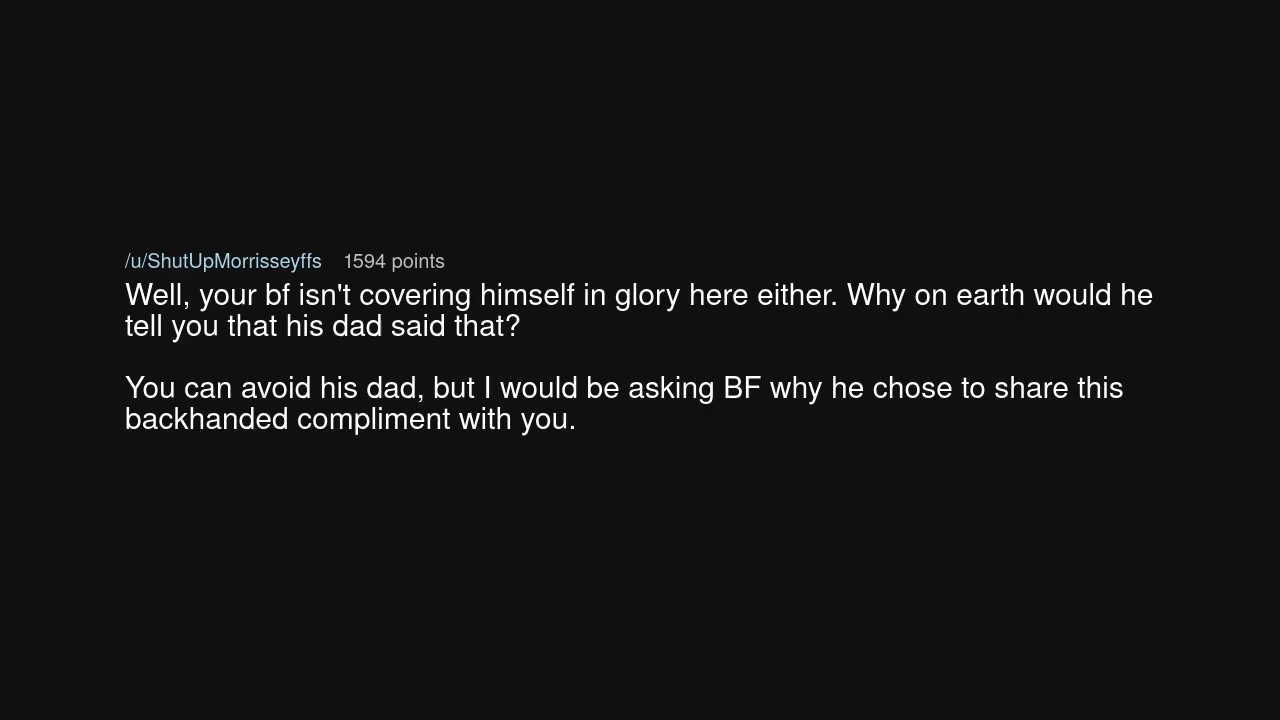 /u/ShutUpMorrisseyffs 1594 points
Well, your bf isn't covering himself in glory here either. Why on earth would he
tell you that his dad said that?
You can avoid his dad, but I would be asking BF why he chose to share this
backhanded compliment with you.